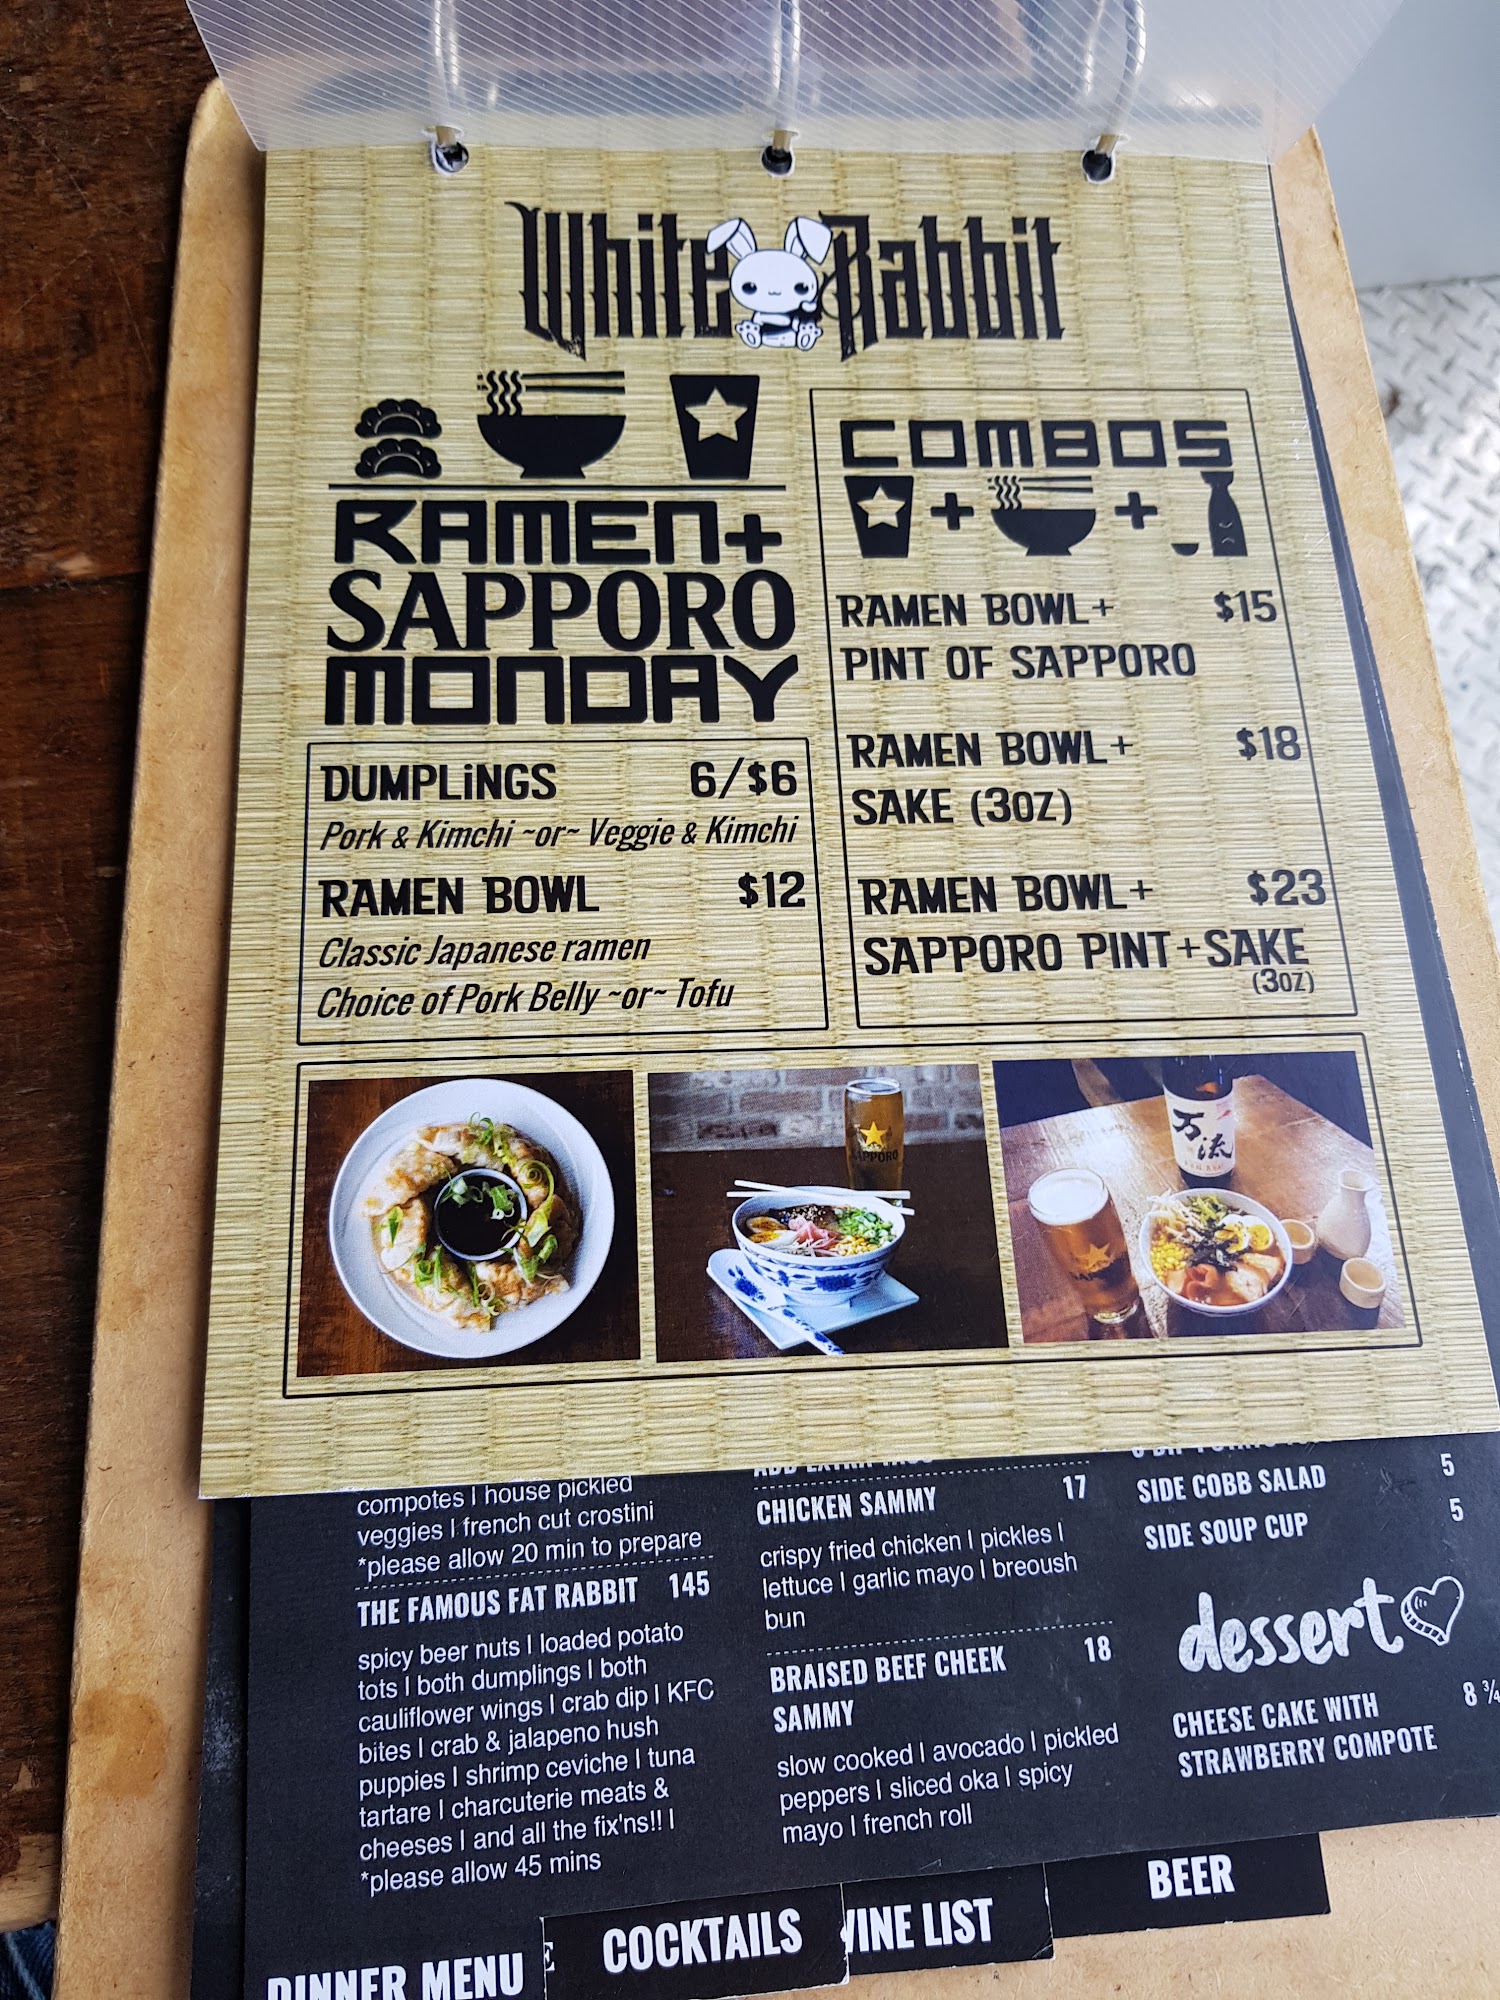 White Rabbit
RAMEN+
SAPPORO
MONDAY
DUMPLINGS 6/$6
Pork & Kimchi ~or~ Veggie & Kimchi
RAMEN BOWL $12
Classic Japanese ramen
Choice of Pork Belly ~or~ Tofu
COMBOS
+ +
RAMEN BOWL+ $15
PINT OF SAPPORO
RAMEN BOWL+ $18
SAKE (3OZ)
RAMEN BOWL+ $23
SAPPORO PINT+SAKE
(3OZ)
SAPPORO
万流
compotes | house pickled
veggies | french cut crostini
*please allow 20 min to prepare
THE FAMOUS FAT RABBIT 145
spicy beer nuts | loaded potato
tots | both dumplings | both
cauliflower wings | crab dip | KFC
bites | crab & jalapeno hush
puppies | shrimp ceviche | tuna
tartare | charcuterie meats &
cheeses | and all the fix'ns!! |
*please allow 45 mins
CHICKEN SAMMY 17
crispy fried chicken | pickles |
lettuce | garlic mayo | breoush
bun
BRAISED BEEF CHEEK 18
SAMMY
slow cooked | avocado | pickled
peppers | sliced oka | spicy
mayo | french roll
SIDE COBB SALAD 5
SIDE SOUP CUP 5
dessert
CHEESE CAKE WITH 8 ¾
STRAWBERRY COMPOTE
DINNER MENU
COCKTAILS
WINE LIST
BEER